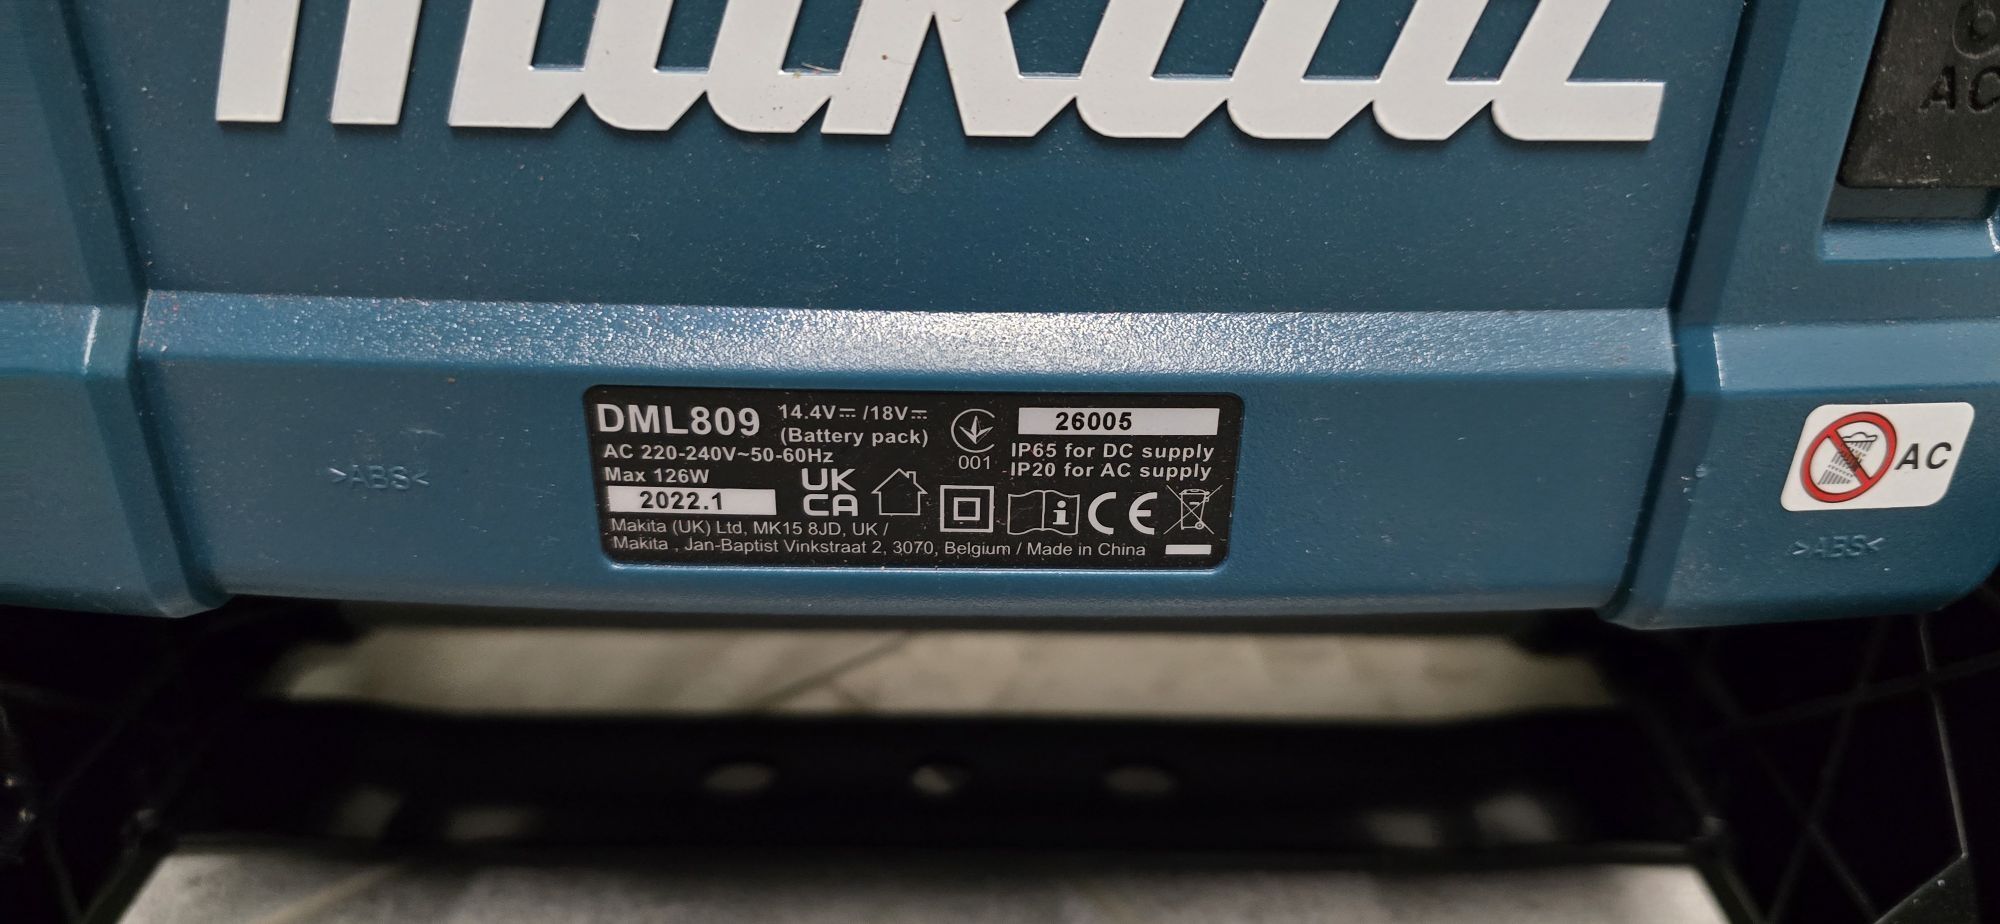 makita
AC
DML809 14.4V⎓ /18V⎓ (Battery pack)
AC 220-240V~50-60Hz
Max 126W
2022.1
UK
CA
001
26005
IP65 for DC supply
IP20 for AC supply
i
CE
Makita (UK) Ltd, MK15 8JD, UK /
Makita , Jan-Baptist Vinkstraat 2, 3070, Belgium / Made in China
AC
>ABS<
>ABS<